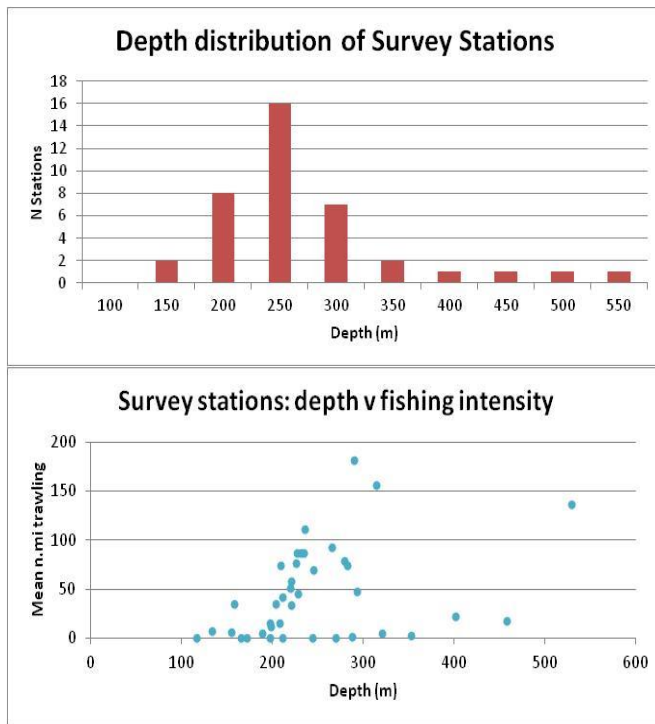 Depth distribution of Survey Stations
18
16
14
12
10
8
6
4
2
0
N Stations
100 150 200 250 300 350 400 450 500 550
Depth (m)
Survey stations: depth v fishing intensity
200
150
100
50
0
Mean n.mi trawling
0 100 200 300 400 500 600
Depth (m)